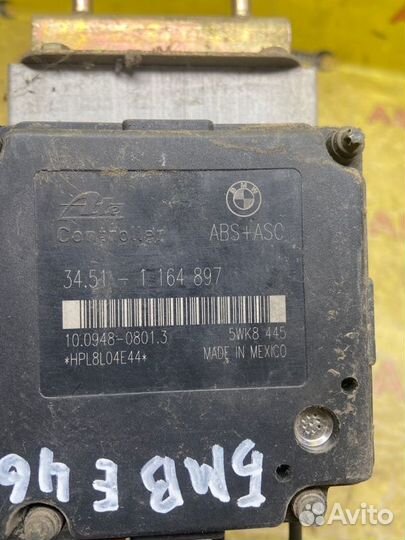 BMW
Ate
Controller ABS+ASC
34.51 - 1 164 897
10.0948-0801.3 5WK8 445
*HPL8L04E44* MADE IN MEXICO
БМВ Е 46
Avito